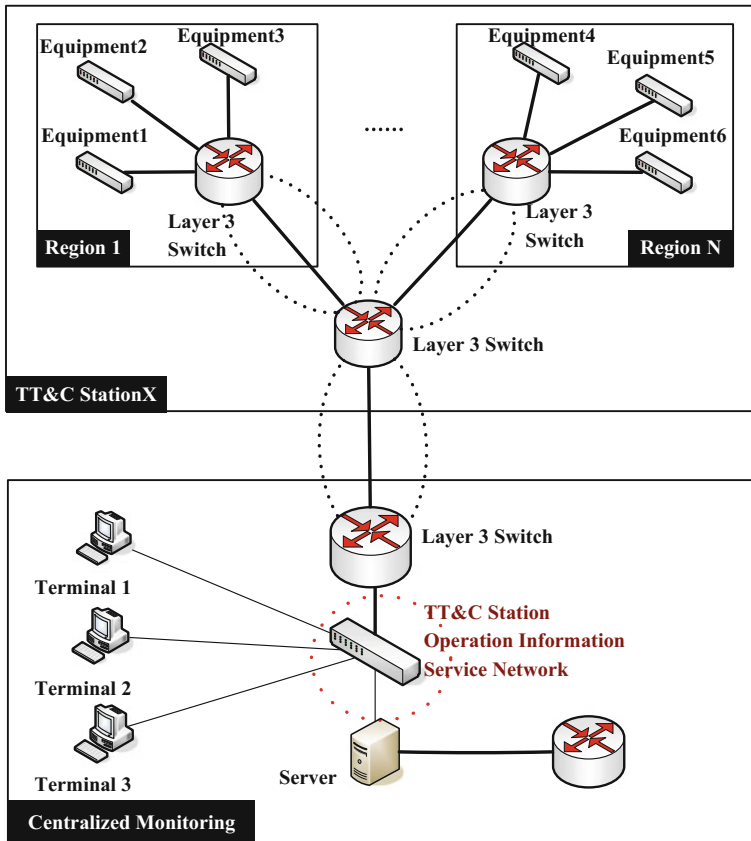 Equipment3
Equipment2
Equipment1
Layer 3
Switch
Region 1
......
Equipment4
Equipment5
Equipment6
Layer 3
Switch
Region N
Layer 3 Switch
TT&C StationX
Layer 3 Switch
Terminal 1
Terminal 2
Terminal 3
TT&C Station
Operation Information
Service Network
Server
Centralized Monitoring